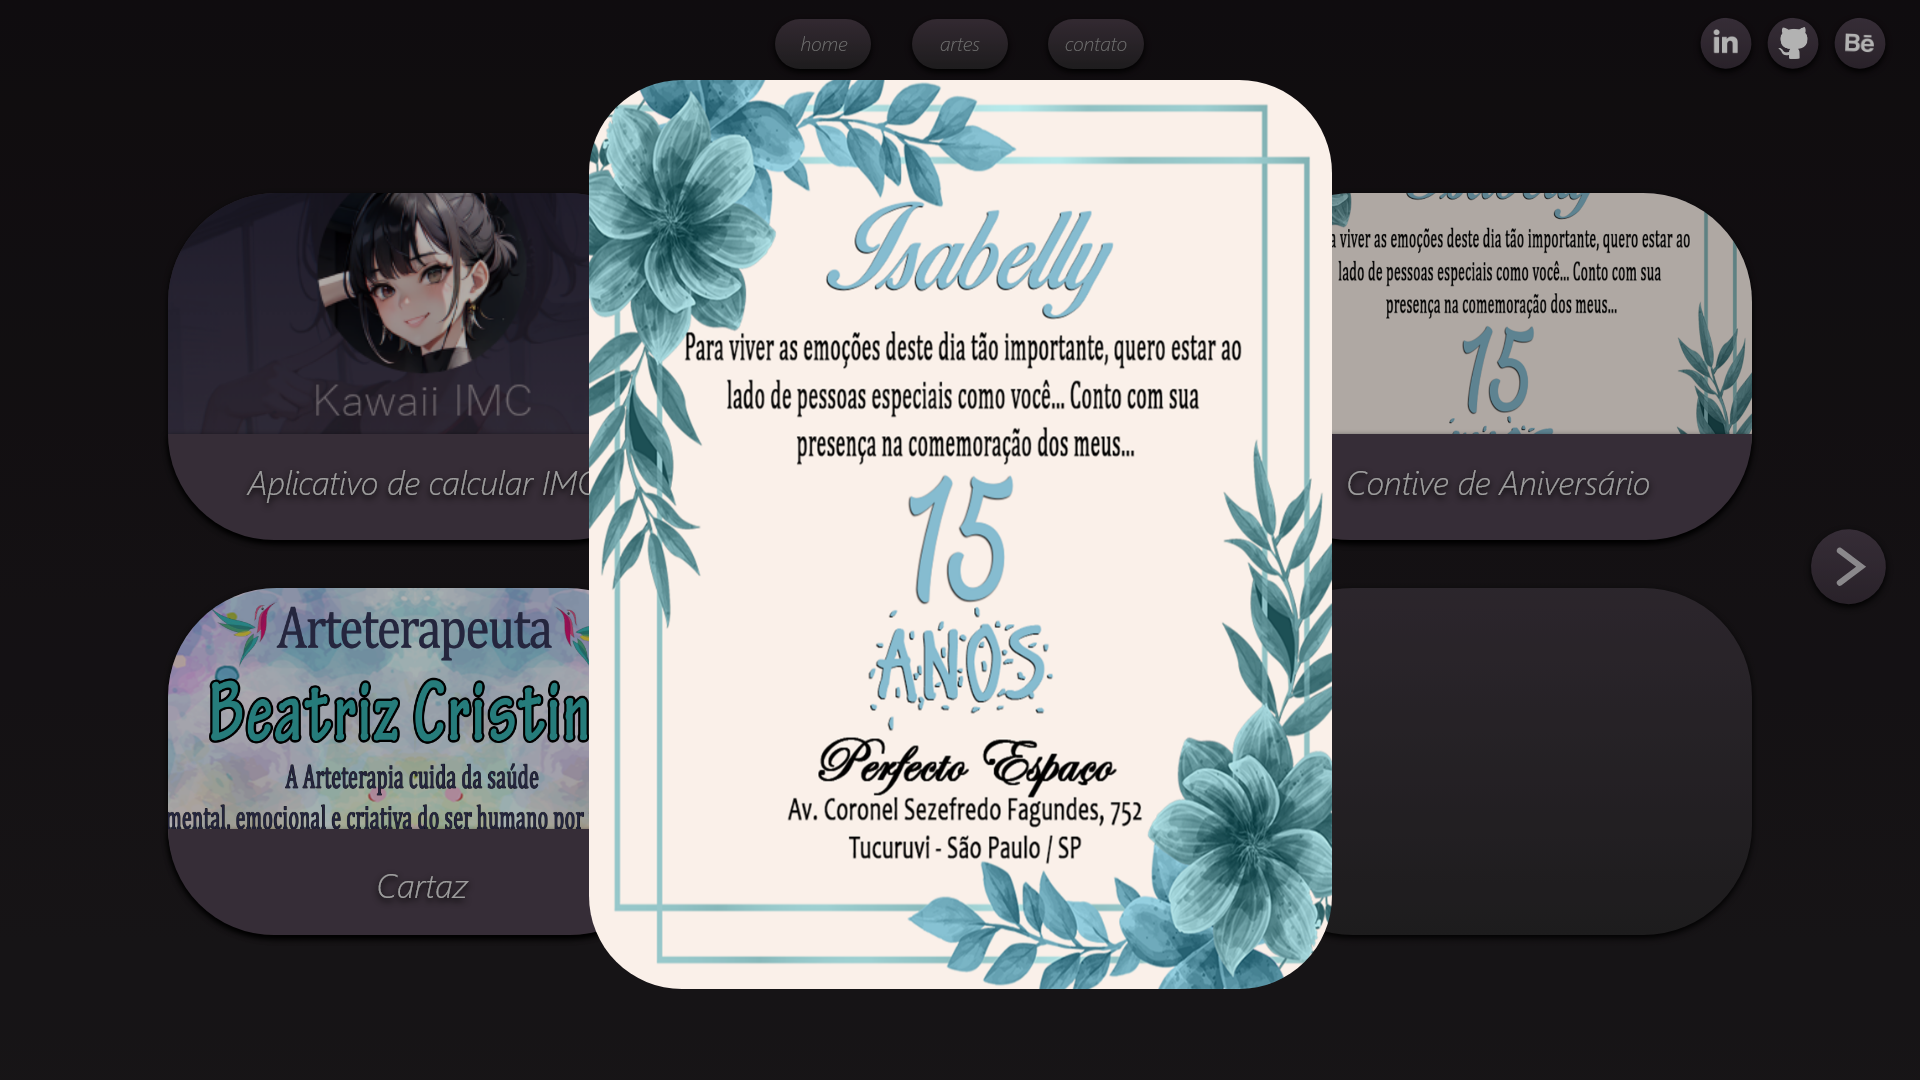 home
artes
contato
in
Bē
Kawaii IMC
Aplicativo de calcular IMC
Isabelly
Para viver as emoções deste dia tão importante, quero estar ao
lado de pessoas especiais como você... Conto com sua
presença na comemoração dos meus...
15
ANOS
Perfecto Espaço
Av. Coronel Sezefredo Fagundes, 752
Tucuruvi - São Paulo / SP
Isabelly
viver as emoções deste dia tão importante, quero estar ao
lado de pessoas especiais como você... Conto com sua
presença na comemoração dos meus...
15
Contive de Aniversário
Arteterapeuta
Beatriz Cristin
A Arteterapia cuida da saúde
mental, emocional e criativa do ser humano por
Cartaz